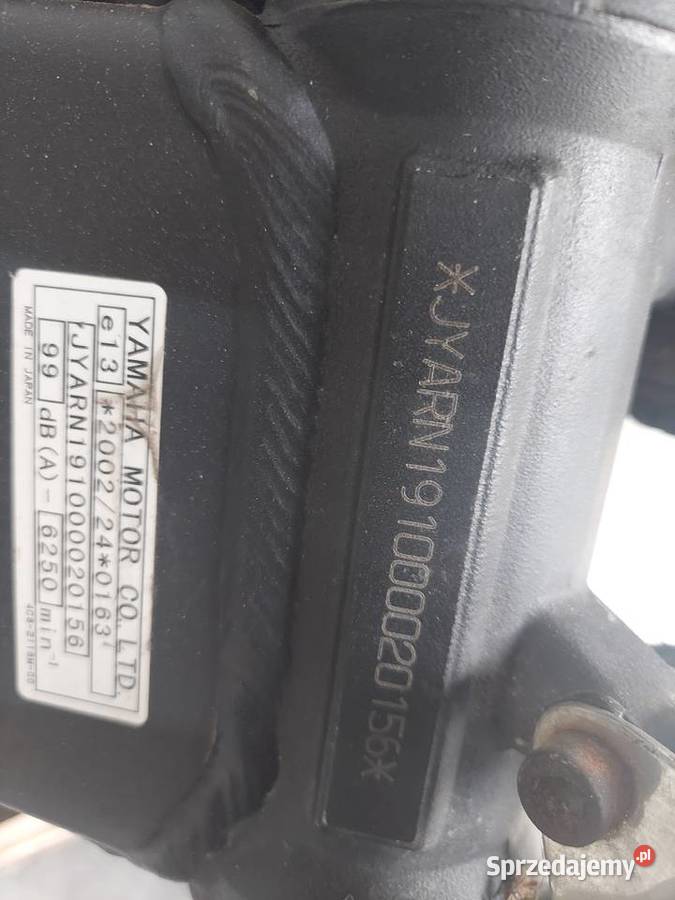 YAMAHA MOTOR CO.,LTD.
e13 *2002/24*0163*
*JYARN191000020156
99 dB(A) - 6250 min⁻¹
MADE IN JAPAN
*JYARN191000020156*
Sprzedajemy.pl